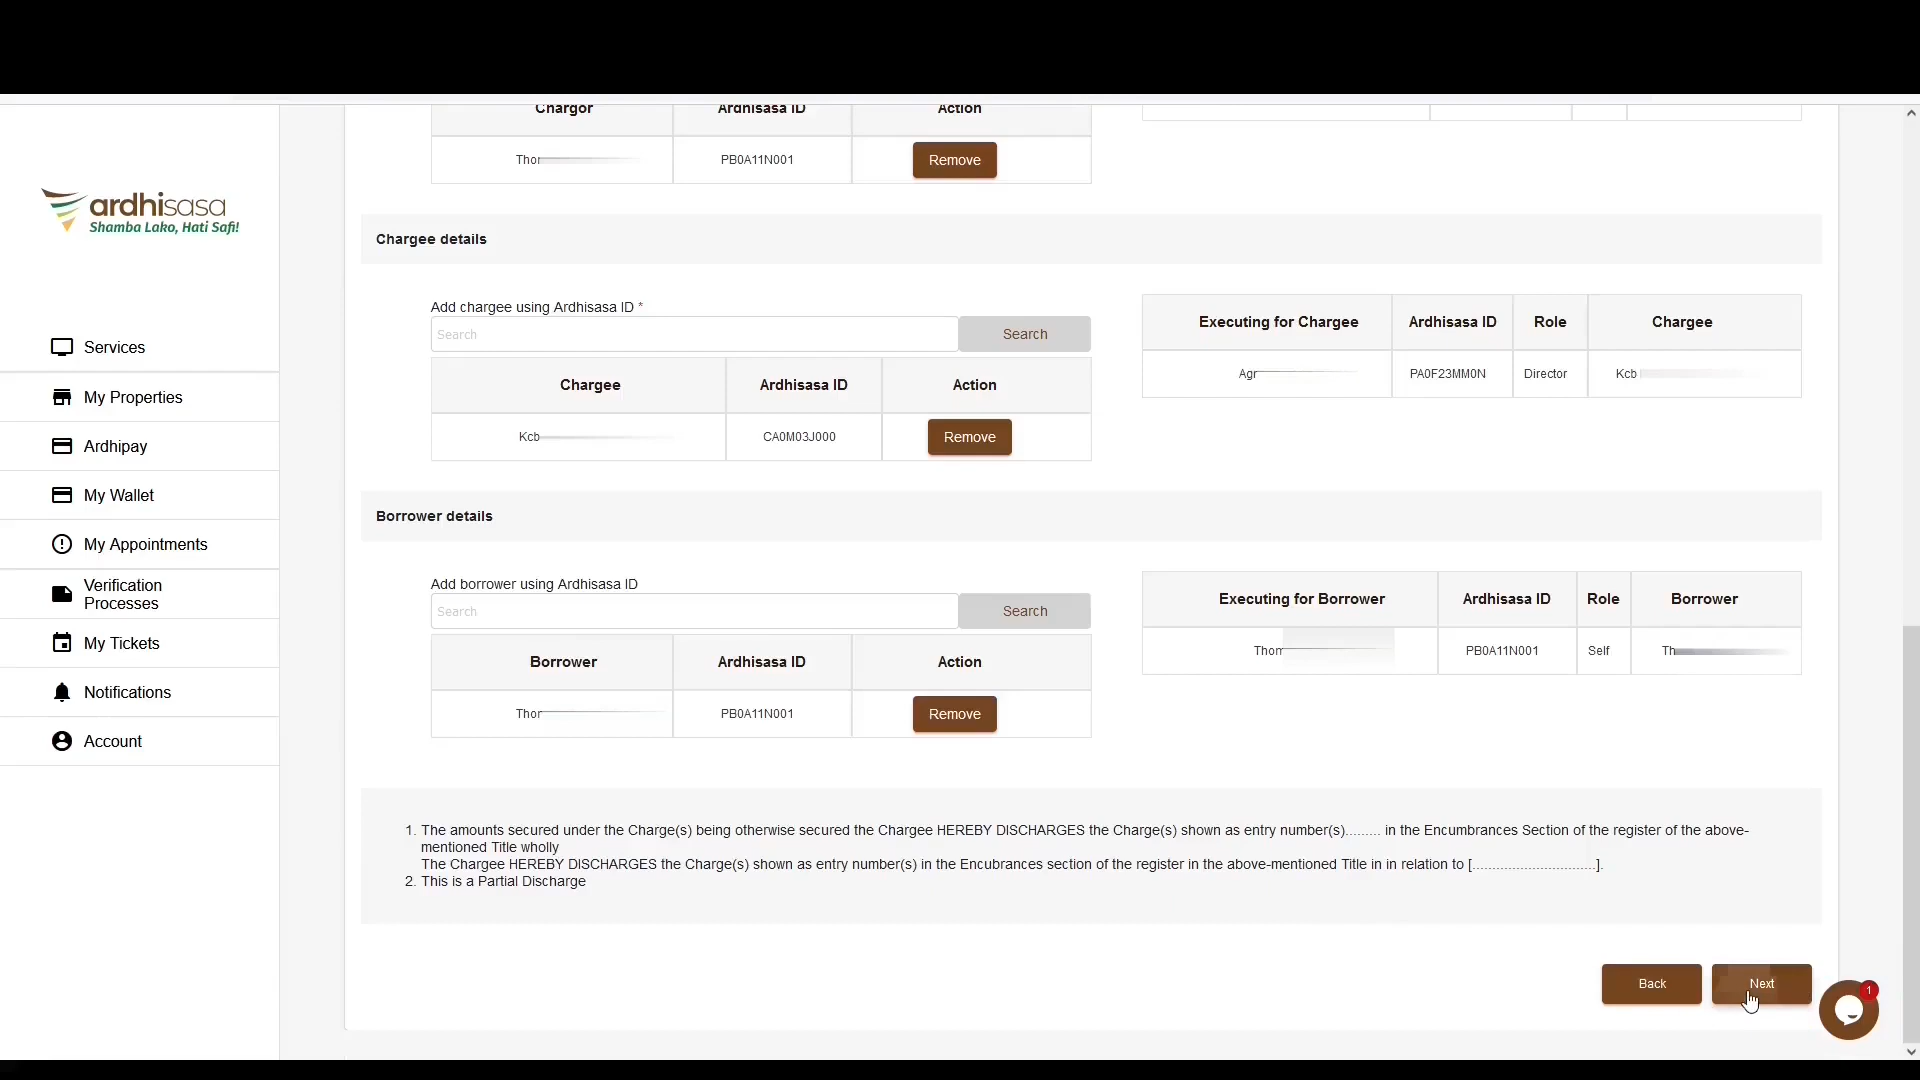 Chargor Ardhisasa ID Action
Thor PB0A11N001 Remove
ardhisasa
Shamba Lako, Hati Safi!
Services
My Properties
Ardhipay
My Wallet
My Appointments
Verification
Processes
My Tickets
Notifications
Account
Chargee details
Add chargee using Ardhisasa ID *
Search Search
Chargee Ardhisasa ID Action
Kcb CA0M03J000 Remove
Executing for Chargee Ardhisasa ID Role Chargee
Agr PA0F23MM0N Director Kcb
Borrower details
Add borrower using Ardhisasa ID
Search Search
Borrower Ardhisasa ID Action
Thor PB0A11N001 Remove
Executing for Borrower Ardhisasa ID Role Borrower
Thom PB0A11N001 Self Th
1. The amounts secured under the Charge(s) being otherwise secured the Chargee HEREBY DISCHARGES the Charge(s) shown as entry number(s)......... in the Encumbrances Section of the register of the above-
mentioned Title wholly
The Chargee HEREBY DISCHARGES the Charge(s) shown as entry number(s) in the Encubrances section of the register in the above-mentioned Title in in relation to [...............................].
2. This is a Partial Discharge
Back Next
1